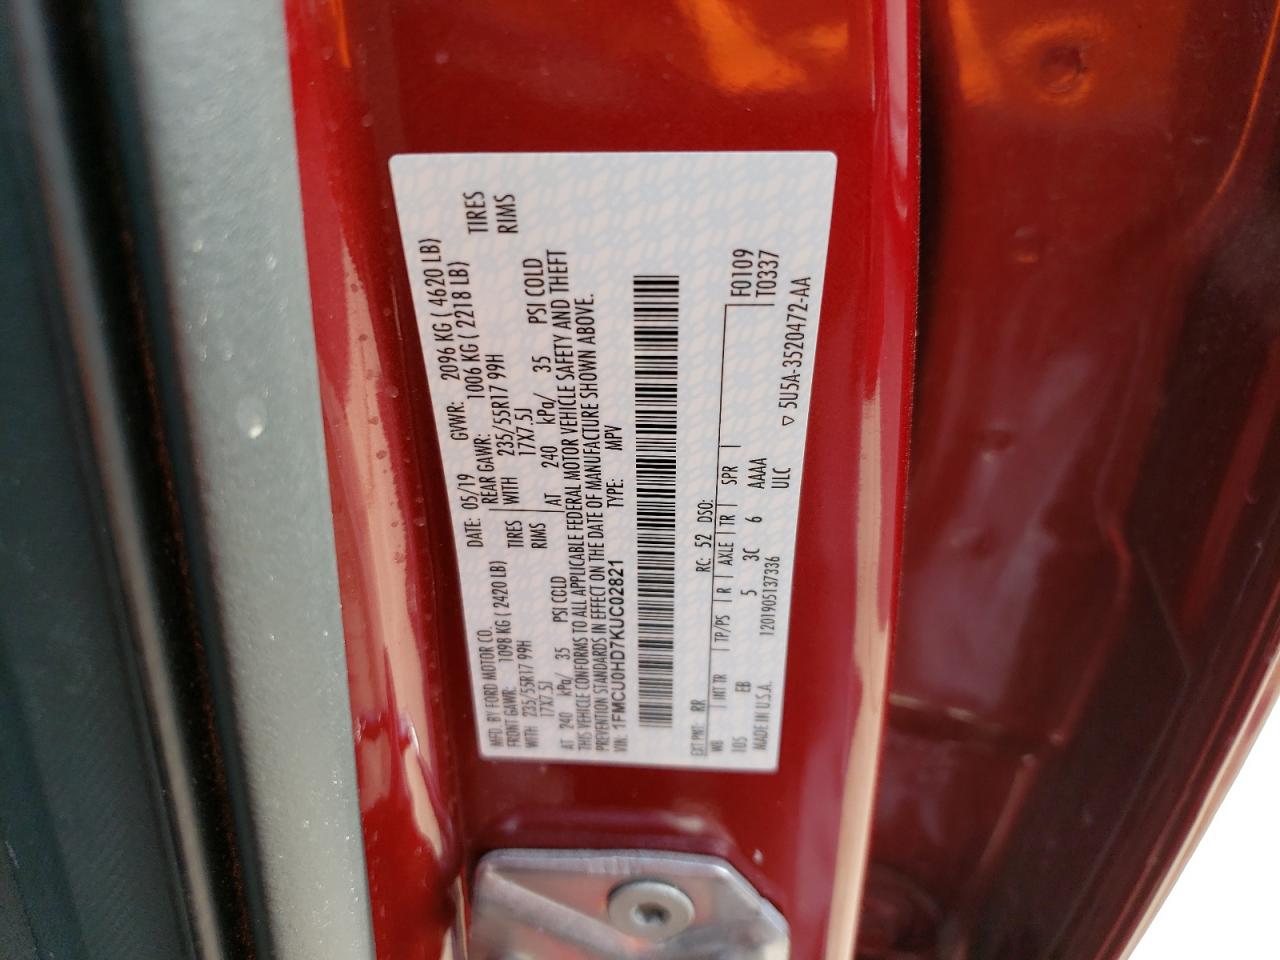 MFD. BY FORD MOTOR CO. DATE: 05/19 GVWR: 2096 KG ( 4620 LB)
FRONT GAWR: 1098 KG ( 2420 LB) REAR GAWR: 1006 KG ( 2218 LB)
WITH 235/55R17 99H TIRES WITH 235/55R17 99H TIRES
17X7.5J RIMS 17X7.5J RIMS
AT 240 kPa/ 35 PSI COLD AT 240 kPa/ 35 PSI COLD
THIS VEHICLE CONFORMS TO ALL APPLICABLE FEDERAL MOTOR VEHICLE SAFETY AND THEFT
PREVENTION STANDARDS IN EFFECT ON THE DATE OF MANUFACTURE SHOWN ABOVE.
VIN: 1FMCU0HD7KUC02821 TYPE: MPV
EXT PNT: RR RC: 52 DSO: F0109
WB INT TR TP/PS R AXLE TR SPR T0337
105 EB 5 3C 6 AAAA
MADE IN U.S.A. 1201905137336 ULC ▽ 5U5A-3520472-AA